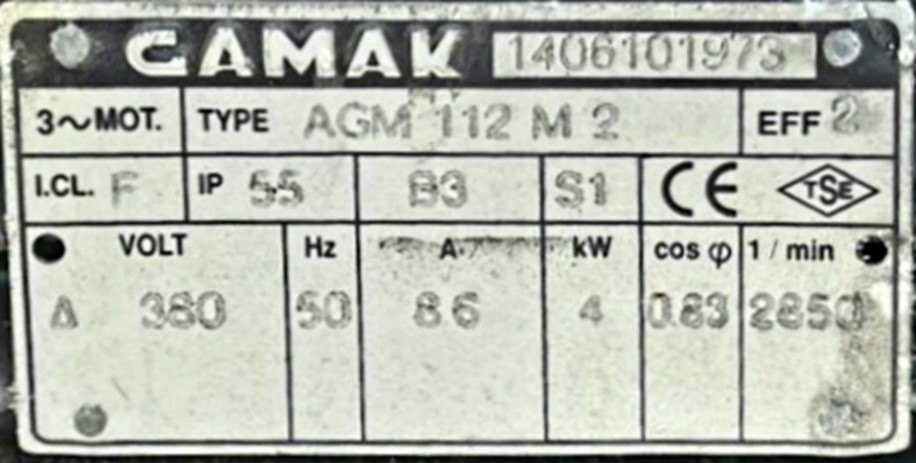 GAMAK 1406101973
3~MOT. TYPE AGM 112 M 2 EFF 2
I.CL. F IP 55 B3 S1 CE TSE
VOLT Hz A. kW cos φ 1 / min
Δ 380 50 8 6 4 0.83 2850